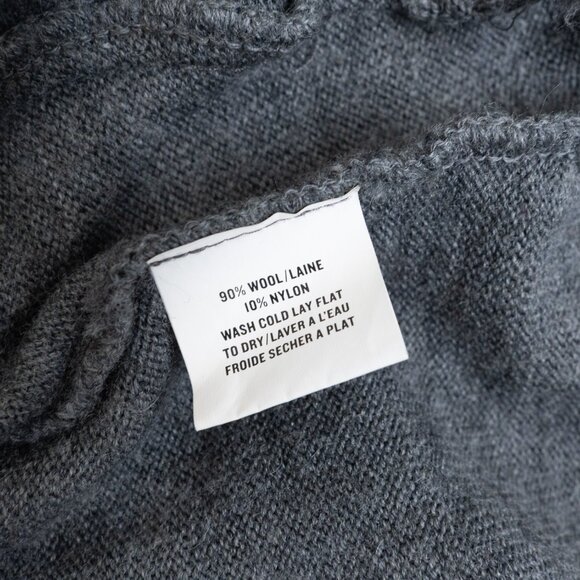 90% WOOL/LAINE
10% NYLON
WASH COLD LAY FLAT
TO DRY/LAVER A L'EAU
FROIDE SECHER A PLAT